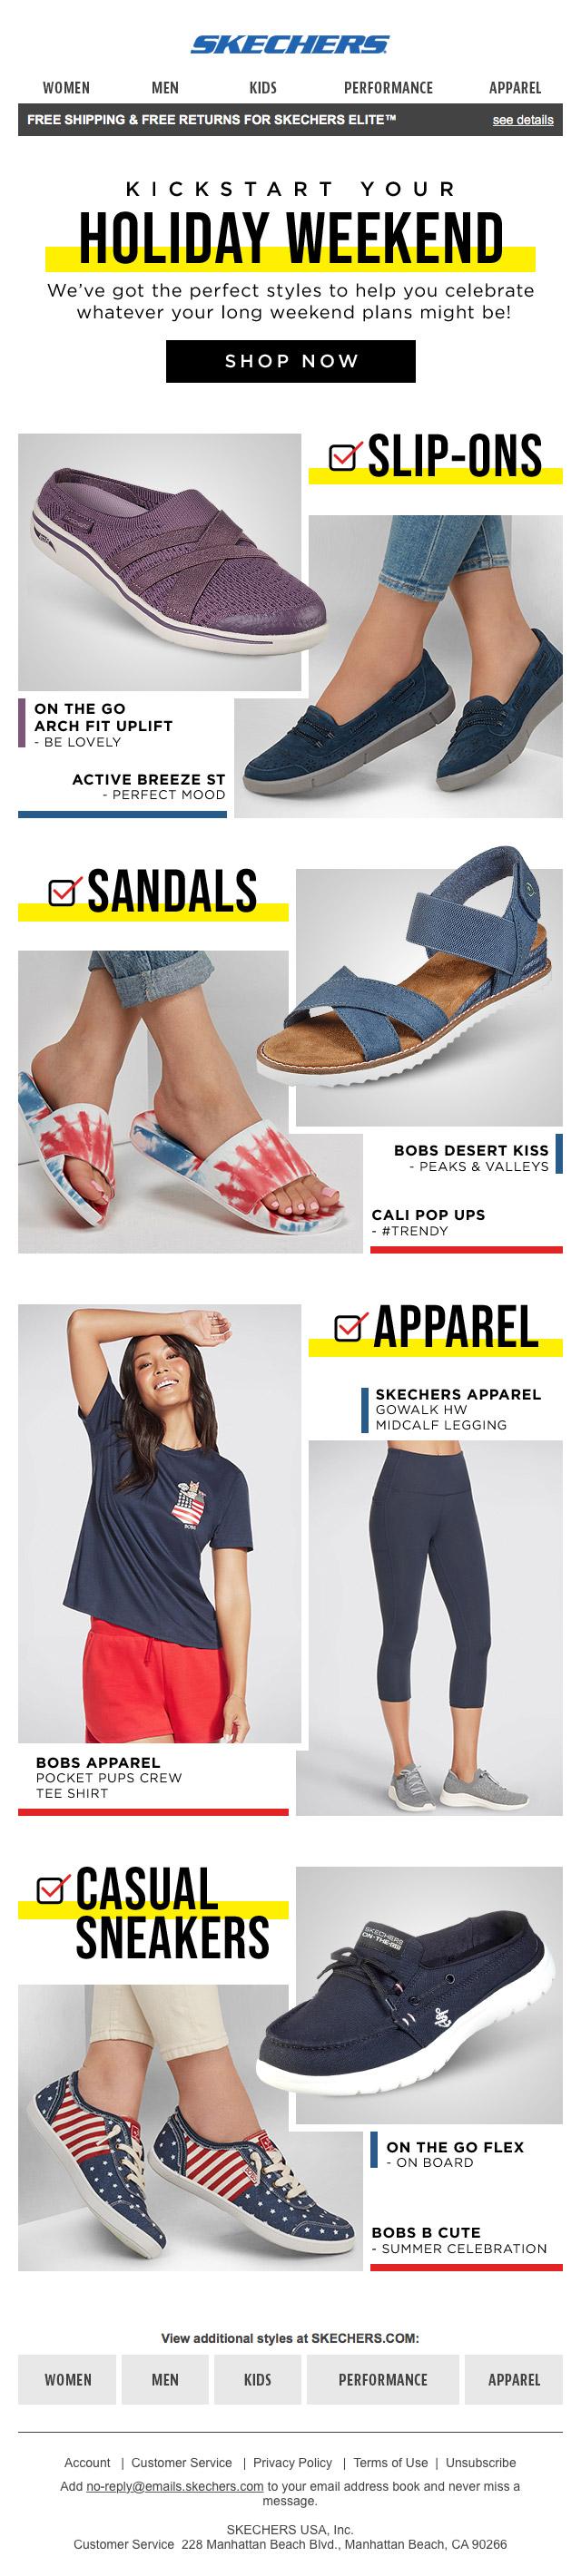 SKECHERS
WOMEN MEN KIDS PERFORMANCE APPAREL
FREE SHIPPING & FREE RETURNS FOR SKECHERS ELITE™ see details
KICKSTART YOUR
HOLIDAY WEEKEND
We've got the perfect styles to help you celebrate
whatever your long weekend plans might be!
SHOP NOW
SLIP-ONS
ON THE GO
ARCH FIT UPLIFT
- BE LOVELY
ACTIVE BREEZE ST
- PERFECT MOOD
SANDALS
BOBS DESERT KISS
- PEAKS & VALLEYS
CALI POP UPS
- #TRENDY
APPAREL
SKECHERS APPAREL
GOWALK HW
MIDCALF LEGGING
BOBS
BOBS APPAREL
POCKET PUPS CREW
TEE SHIRT
CASUAL
SNEAKERS
SKECHERS
ON-THE-GO
ON THE GO FLEX
- ON BOARD
BOBS B CUTE
- SUMMER CELEBRATION
View additional styles at SKECHERS.COM:
WOMEN MEN KIDS PERFORMANCE APPAREL
Account | Customer Service | Privacy Policy | Terms of Use | Unsubscribe
Add no-reply@emails.skechers.com to your email address book and never miss a
message.
SKECHERS USA, Inc.
Customer Service 228 Manhattan Beach Blvd., Manhattan Beach, CA 90266